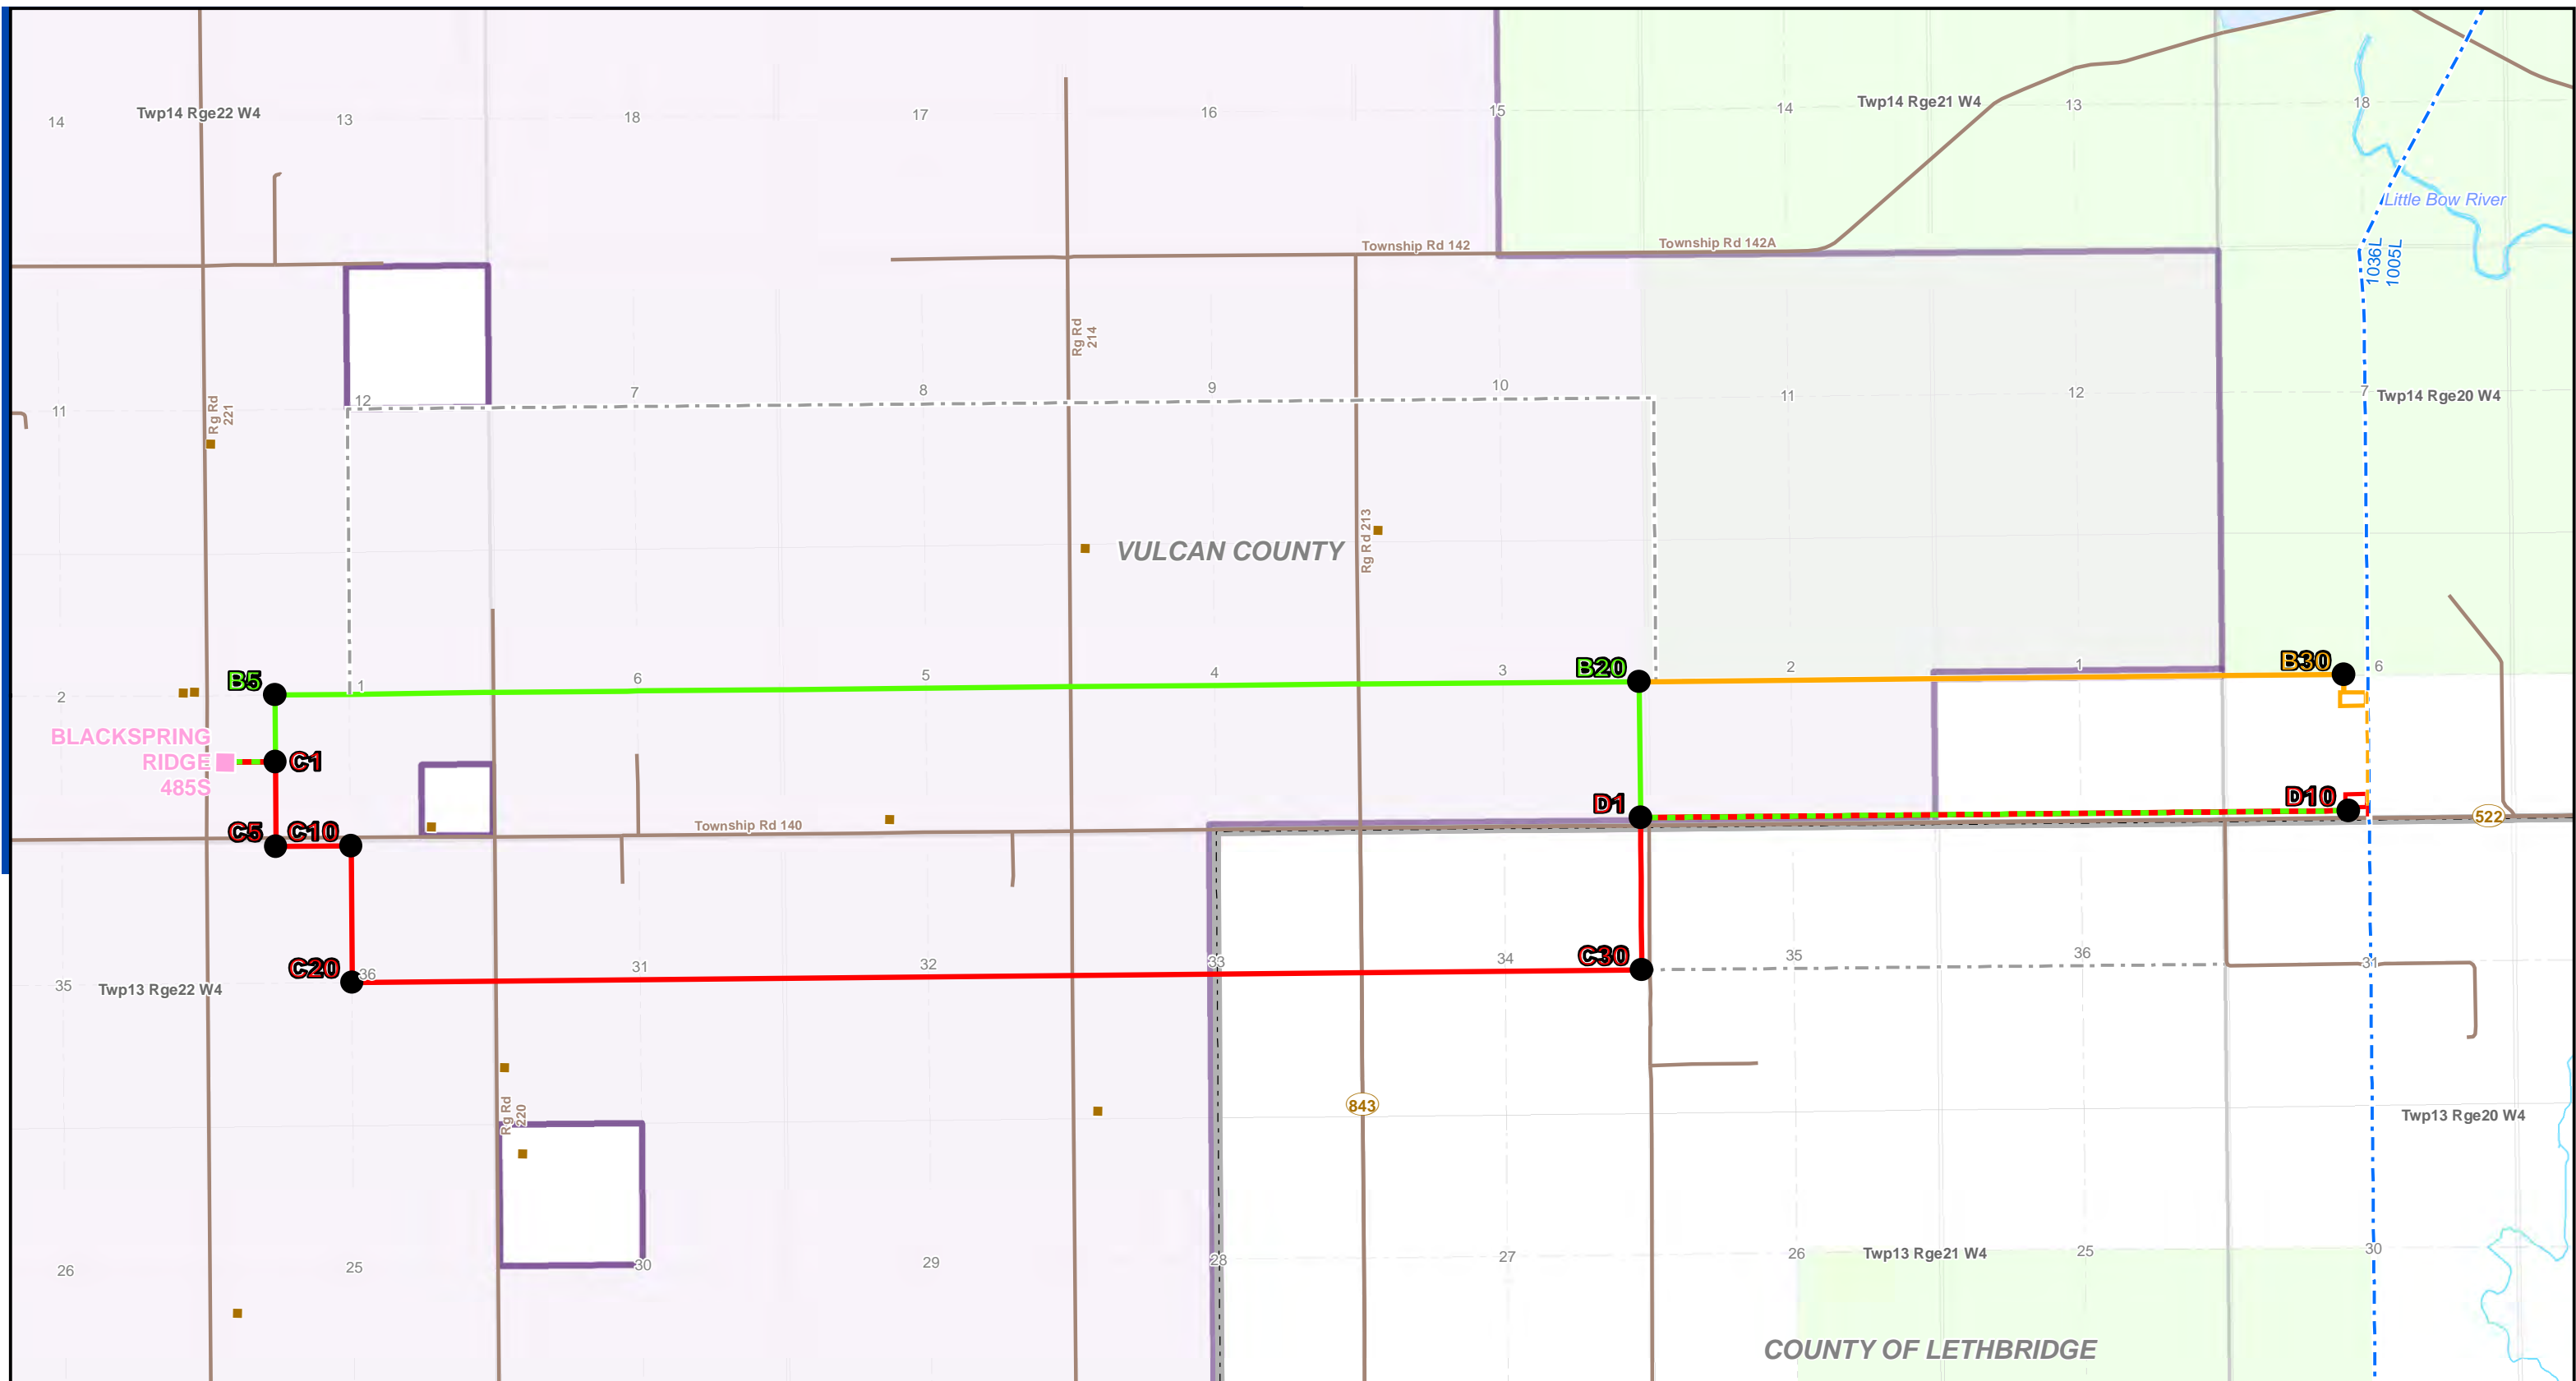 14
Twp14 Rge22 W4
13
18
17
16
15
14
Twp14 Rge21 W4
13
18
Little Bow River
Township Rd 142
Township Rd 142A
1036L
1005L
Rg Rd
214
11
Rg Rd
221
12
7
8
9
10
11
12
7
Twp14 Rge20 W4
Rg Rd 213
VULCAN COUNTY
2
B5
1
6
5
4
3
B20
2
1
B30
6
BLACKSPRING
RIDGE
485S
C1
C5
C10
Township Rd 140
D1
D10
522
35
Twp13 Rge22 W4
C20
36
31
32
33
34
C30
35
36
31
Rg Rd
220
843
Twp13 Rge20 W4
26
25
30
29
28
27
26
Twp13 Rge21 W4
25
30
COUNTY OF LETHBRIDGE